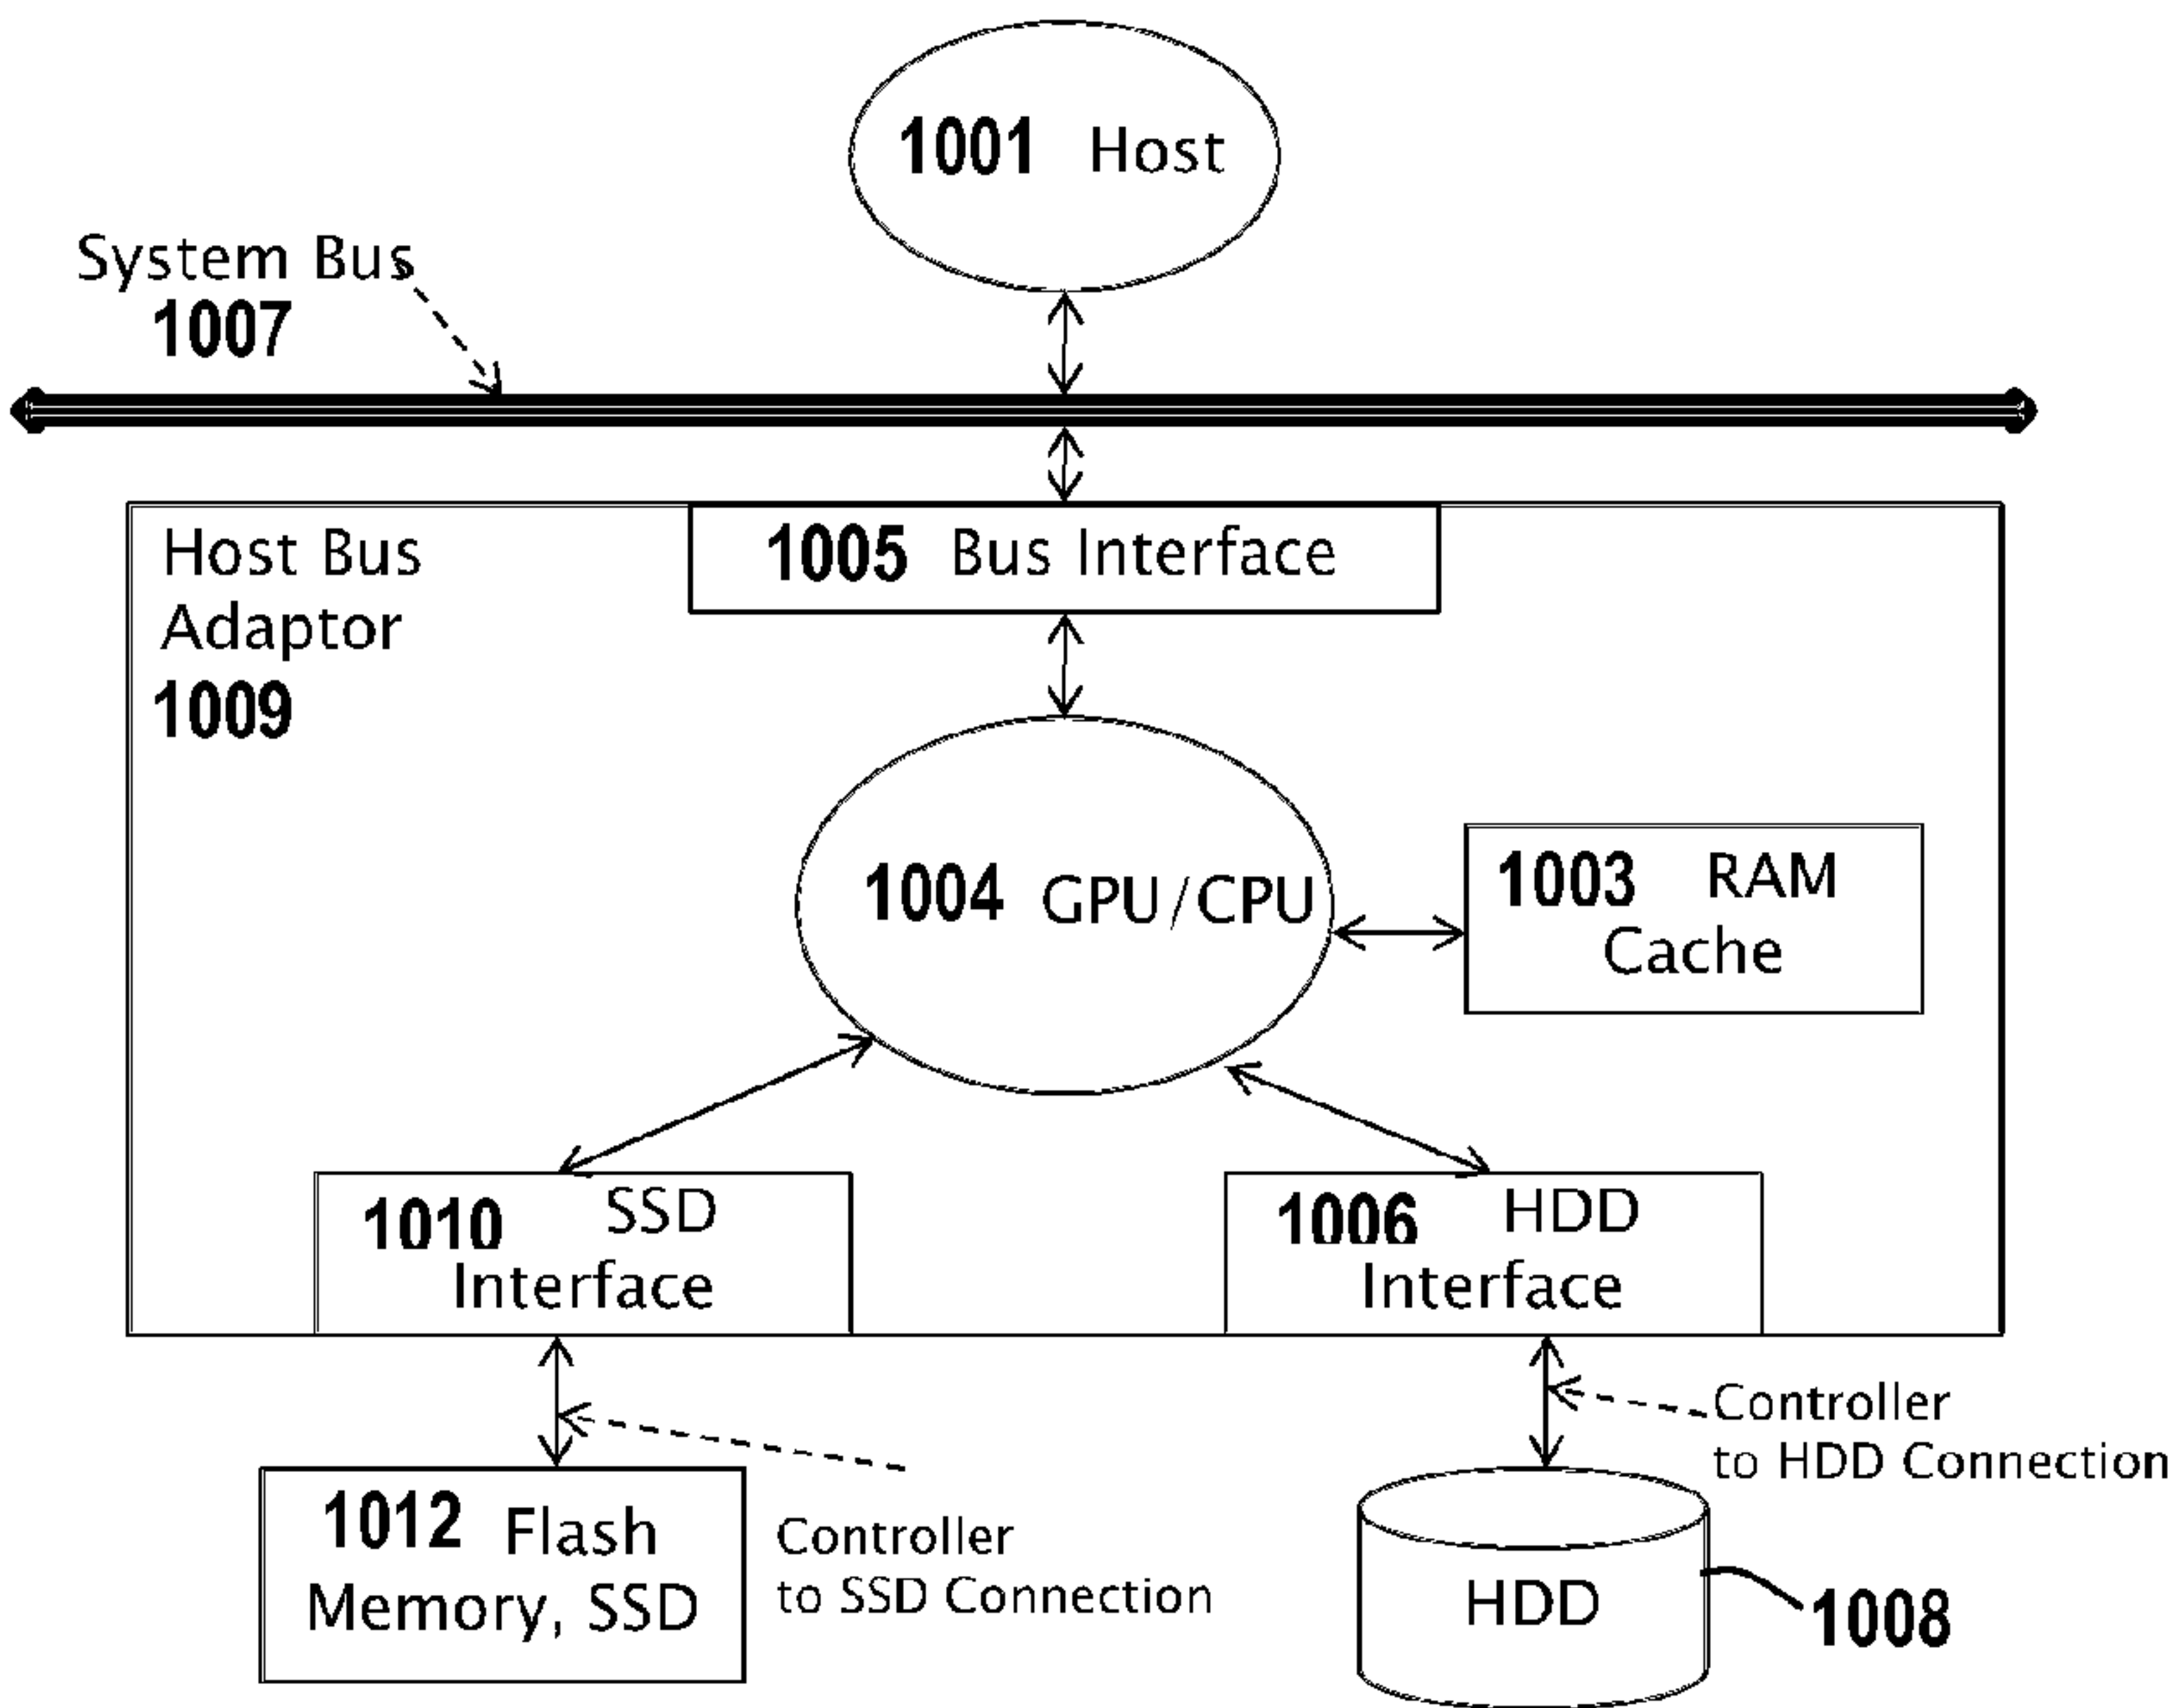 1001 Host
System Bus
1007
1005 Bus Interface
Host Bus
Adaptor
1009
1004 GPU/CPU
1003 RAM
Cache
1010 SSD
Interface
1006 HDD
Interface
Controller
to HDD Connection
1012 Flash
Memory, SSD
Controller
to SSD Connection
HDD
1008